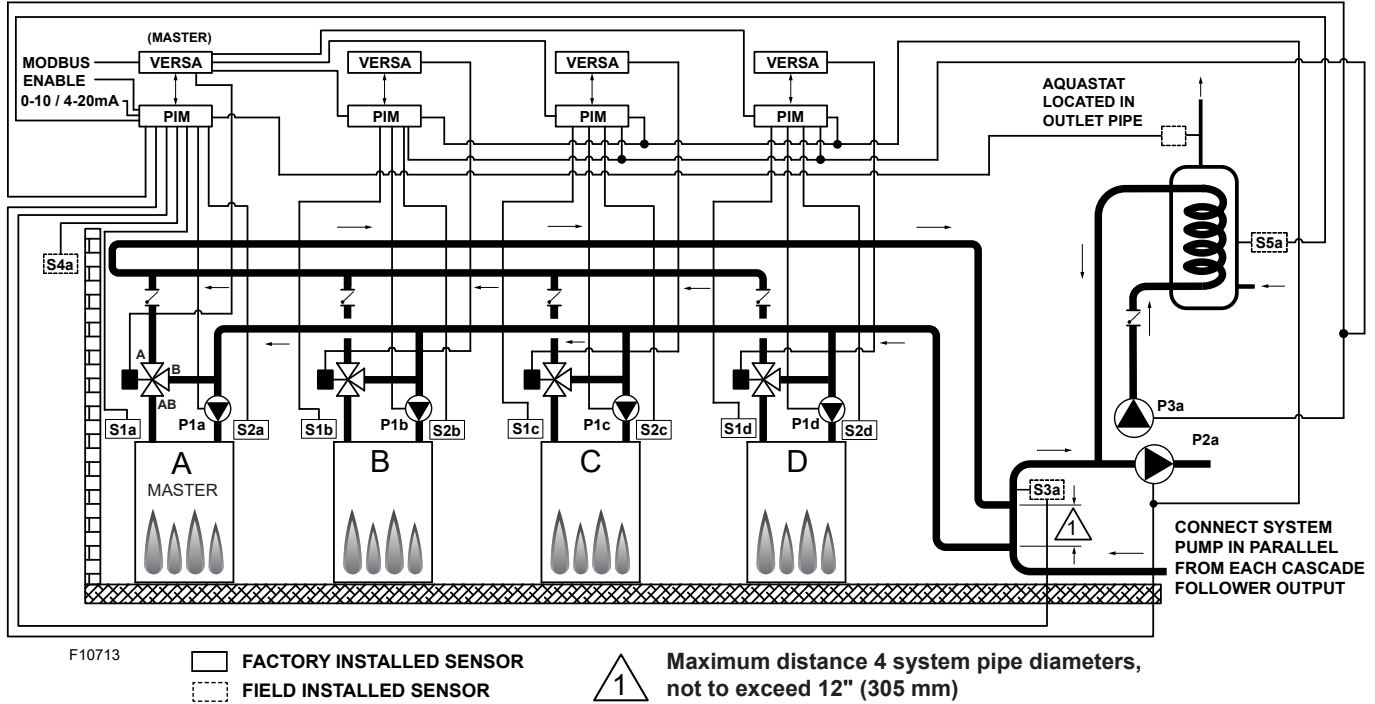 (MASTER)
VERSA
VERSA
VERSA
VERSA
MODBUS
ENABLE
0-10 / 4-20mA
PIM
PIM
PIM
PIM
AQUASTAT
LOCATED IN
OUTLET PIPE
S4a
S5a
A
B
AB
S1a
P1a
S2a
S1b
P1b
S2b
S1c
P1c
S2c
S1d
P1d
S2d
P3a
P2a
A
MASTER
B
C
D
S3a
1
CONNECT SYSTEM
PUMP IN PARALLEL
FROM EACH CASCADE
FOLLOWER OUTPUT
F10713
FACTORY INSTALLED SENSOR
FIELD INSTALLED SENSOR
1
Maximum distance 4 system pipe diameters,
not to exceed 12" (305 mm)